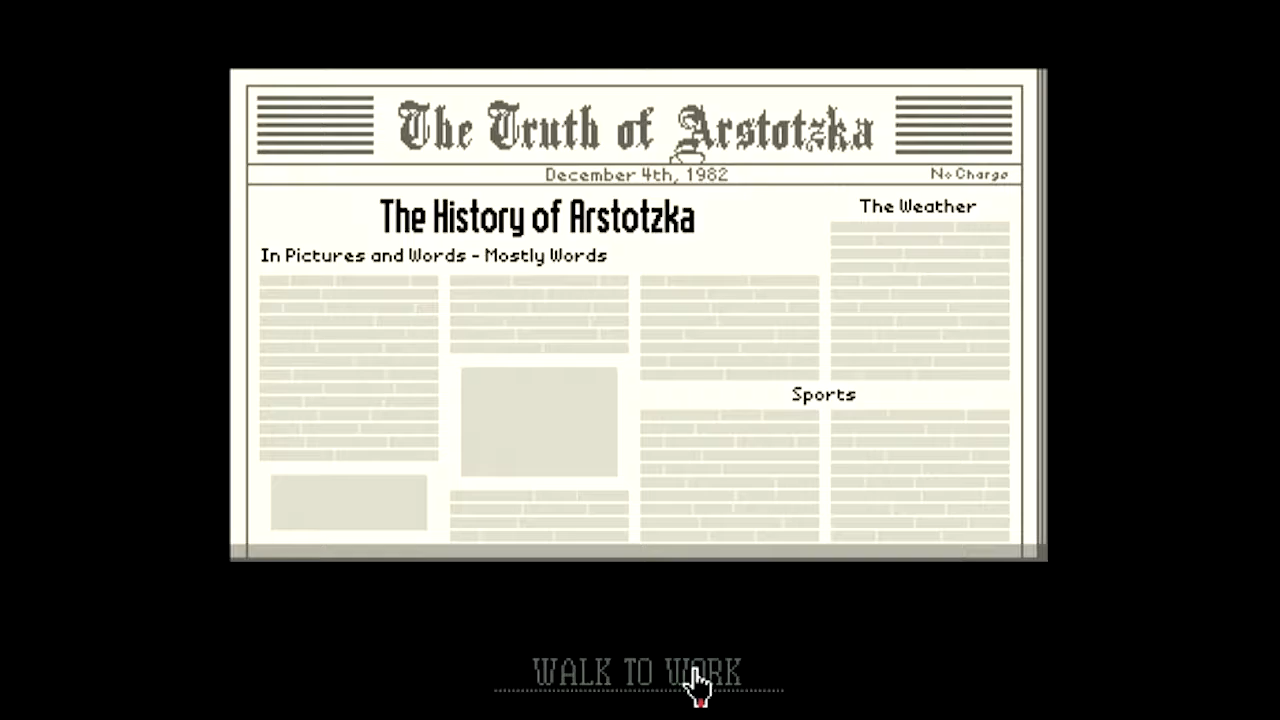 The Truth of Arstotzka
December 4th, 1982
No Charge
The History of Arstotzka
In Pictures and Words - Mostly Words
The Weather
Sports
WALK TO WORK